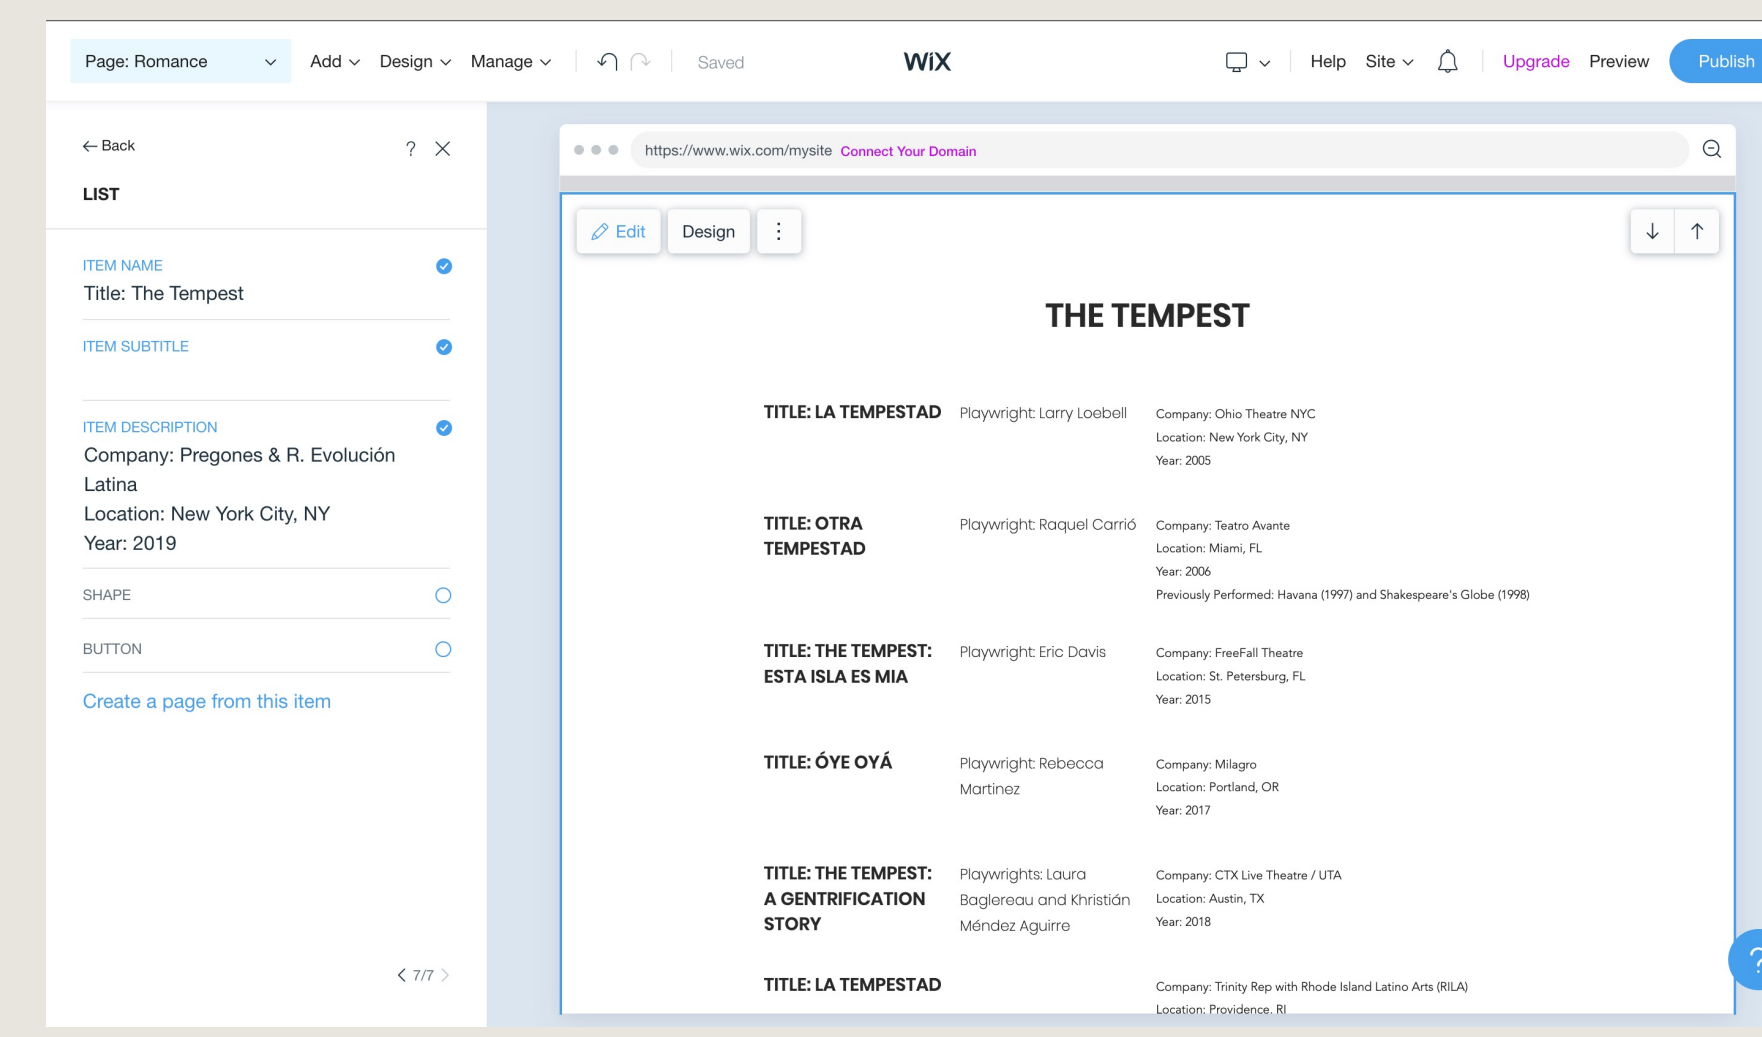 Page: Romance
Add
Design
Manage
Saved
WiX
Help
Site
Upgrade
Preview
Publish
Back
?
LIST
ITEM NAME
Title: The Tempest
ITEM SUBTITLE
ITEM DESCRIPTION
Company: Pregones & R. Evolución
Latina
Location: New York City, NY
Year: 2019
SHAPE
BUTTON
Create a page from this item
7/7
https://www.wix.com/mysite Connect Your Domain
Edit
Design
THE TEMPEST
TITLE: LA TEMPESTAD
Playwright: Larry Loebell
Company: Ohio Theatre NYC
Location: New York City, NY
Year: 2005
TITLE: OTRA
TEMPESTAD
Playwright: Raquel Carrió
Company: Teatro Avante
Location: Miami, FL
Year: 2006
Previously Performed: Havana (1997) and Shakespeare's Globe (1998)
TITLE: THE TEMPEST:
ESTA ISLA ES MIA
Playwright: Eric Davis
Company: FreeFall Theatre
Location: St. Petersburg, FL
Year: 2015
TITLE: ÓYE OYÁ
Playwright: Rebecca
Martinez
Company: Milagro
Location: Portland, OR
Year: 2017
TITLE: THE TEMPEST:
A GENTRIFICATION
STORY
Playwrights: Laura
Baglereau and Khristián
Méndez Aguirre
Company: CTX Live Theatre / UTA
Location: Austin, TX
Year: 2018
TITLE: LA TEMPESTAD
Company: Trinity Rep with Rhode Island Latino Arts (RILA)
Location: Providence, RI
?